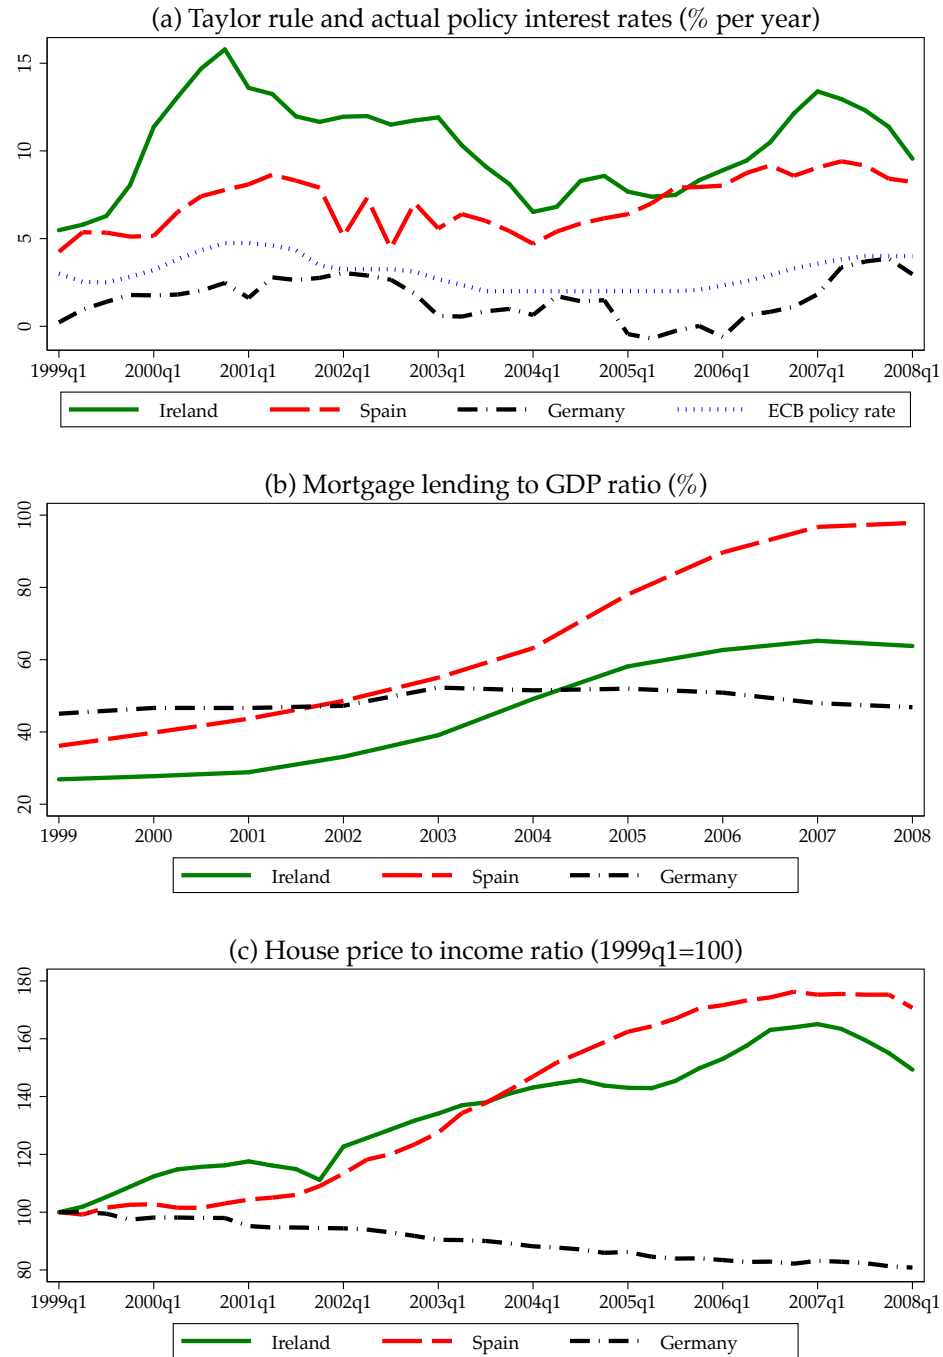 (a) Taylor rule and actual policy interest rates (% per year)
15
10
5
0
1999q1 2000q1 2001q1 2002q1 2003q1 2004q1 2005q1 2006q1 2007q1 2008q1
Ireland Spain Germany ECB policy rate
(b) Mortgage lending to GDP ratio (%)
100
80
60
40
20
1999 2000 2001 2002 2003 2004 2005 2006 2007 2008
Ireland Spain Germany
(c) House price to income ratio (1999q1=100)
180
160
140
120
100
80
1999q1 2000q1 2001q1 2002q1 2003q1 2004q1 2005q1 2006q1 2007q1 2008q1
Ireland Spain Germany